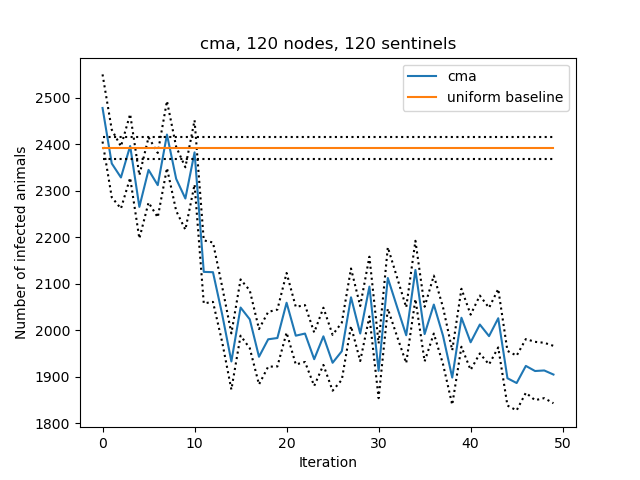 cma, 120 nodes, 120 sentinels
cma
uniform baseline
Number of infected animals
2500
2400
2300
2200
2100
2000
1900
1800
0
10
20
30
40
50
Iteration